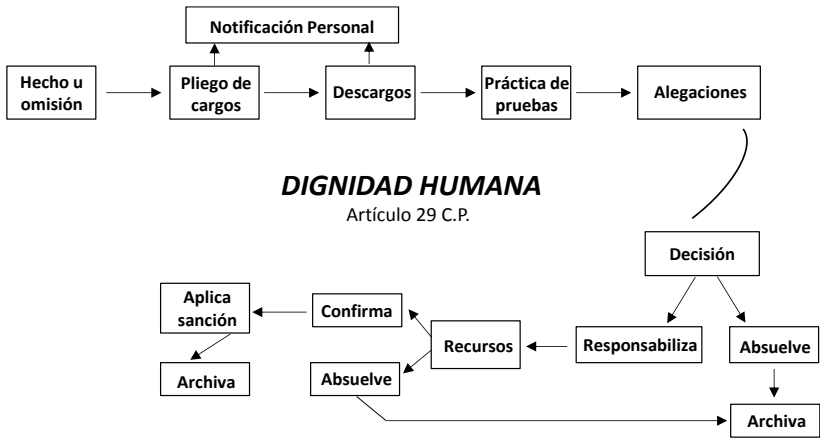 Notificación Personal
Hecho u
omisión
Pliego de
cargos
Descargos
Práctica de
pruebas
Alegaciones
DIGNIDAD HUMANA
Artículo 29 C.P.
Decisión
Aplica
sanción
Confirma
Recursos
Responsabiliza
Absuelve
Archiva
Absuelve
Archiva